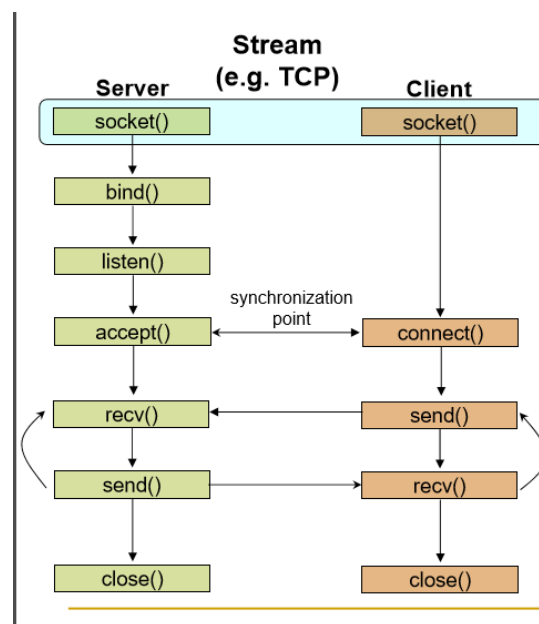 Stream
(e.g. TCP)
Server
Client
socket()
socket()
bind()
listen()
synchronization
point
accept()
connect()
recv()
send()
send()
recv()
close()
close()